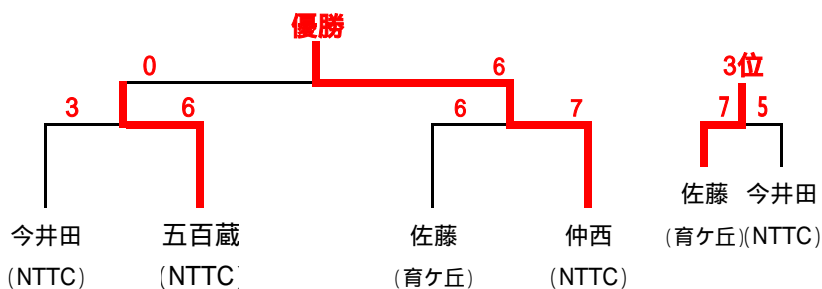 優勝
0 6 3位
3 6 6 7 7 5
佐藤 今井田
(育ケ丘)(NTTC)
今井田 五百蔵 佐藤 仲西
(NTTC) (NTTC) (育ケ丘) (NTTC)